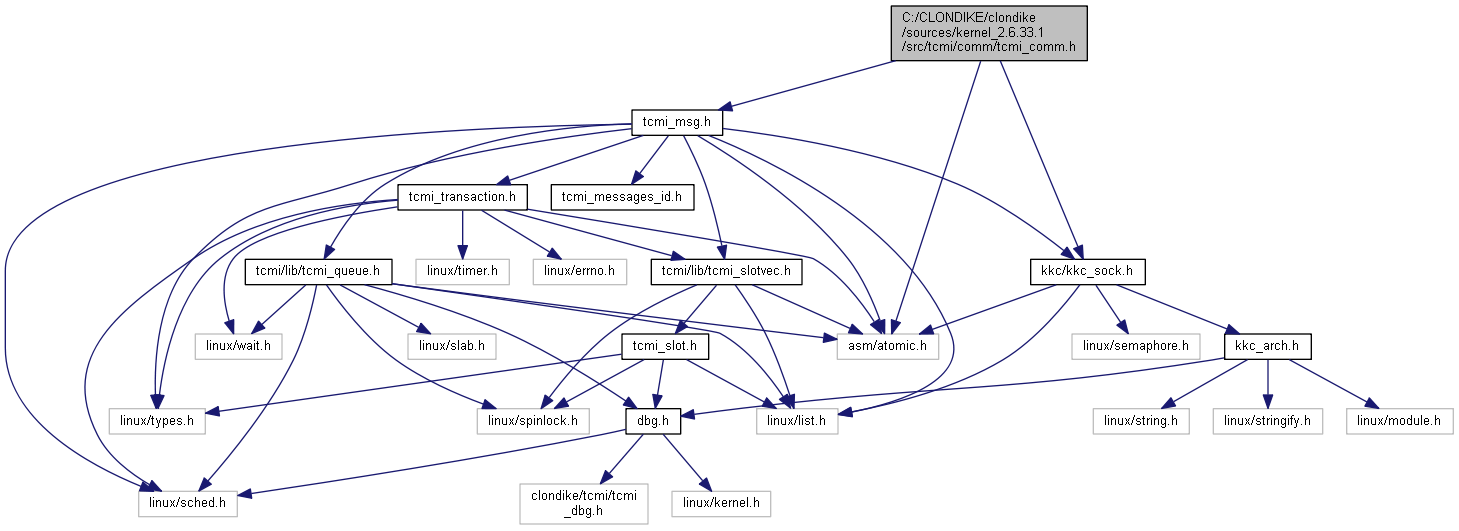 C:/CLONDIKE/clondike
/sources/kernel_2.6.33.1
/src/tcmi/comm/tcmi_comm.h
tcmi_msg.h
tcmi_transaction.h
tcmi_messages_id.h
tcmi/lib/tcmi_queue.h
linux/timer.h
linux/errno.h
tcmi/lib/tcmi_slotvec.h
kkc/kkc_sock.h
linux/wait.h
linux/slab.h
tcmi_slot.h
asm/atomic.h
linux/semaphore.h
kkc_arch.h
linux/types.h
linux/spinlock.h
dbg.h
linux/list.h
linux/string.h
linux/stringify.h
linux/module.h
linux/sched.h
clondike/tcmi/tcmi
_dbg.h
linux/kernel.h